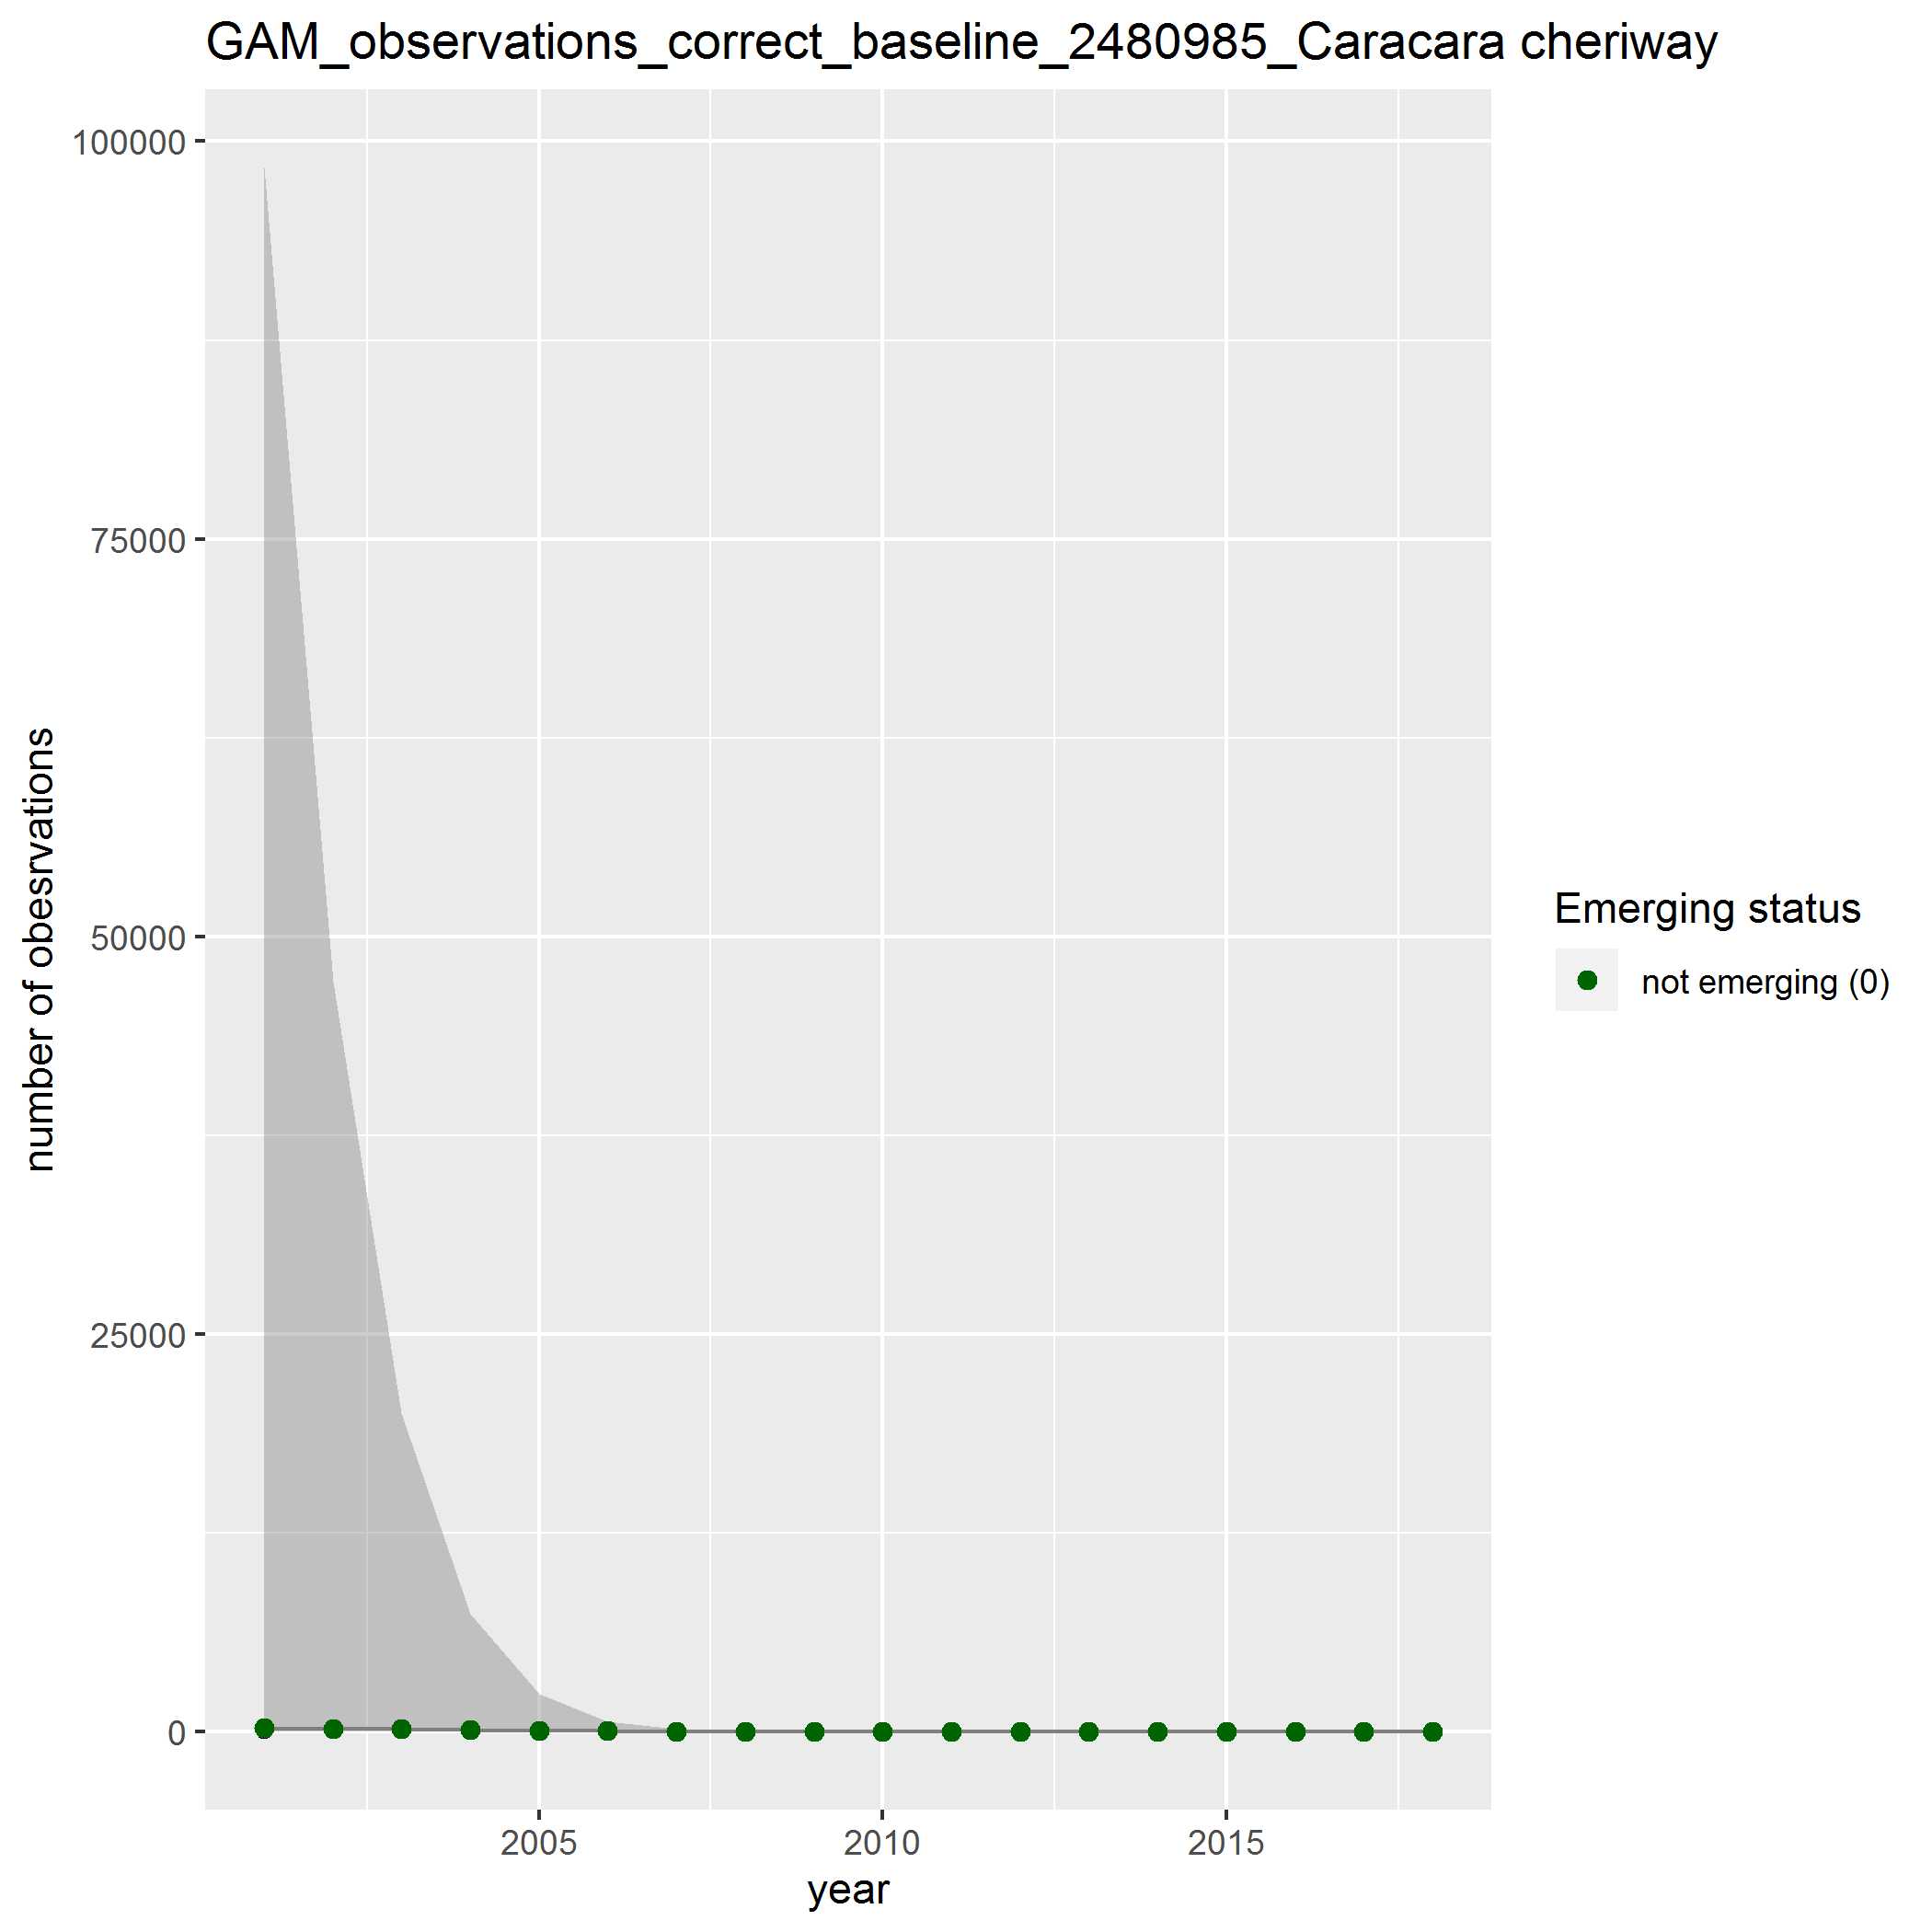 GAM_observations_correct_baseline_2480985_Caracara cheriway
100000
75000
50000
25000
0
number of obesrvations
2005
2010
2015
year
Emerging status
not emerging (0)